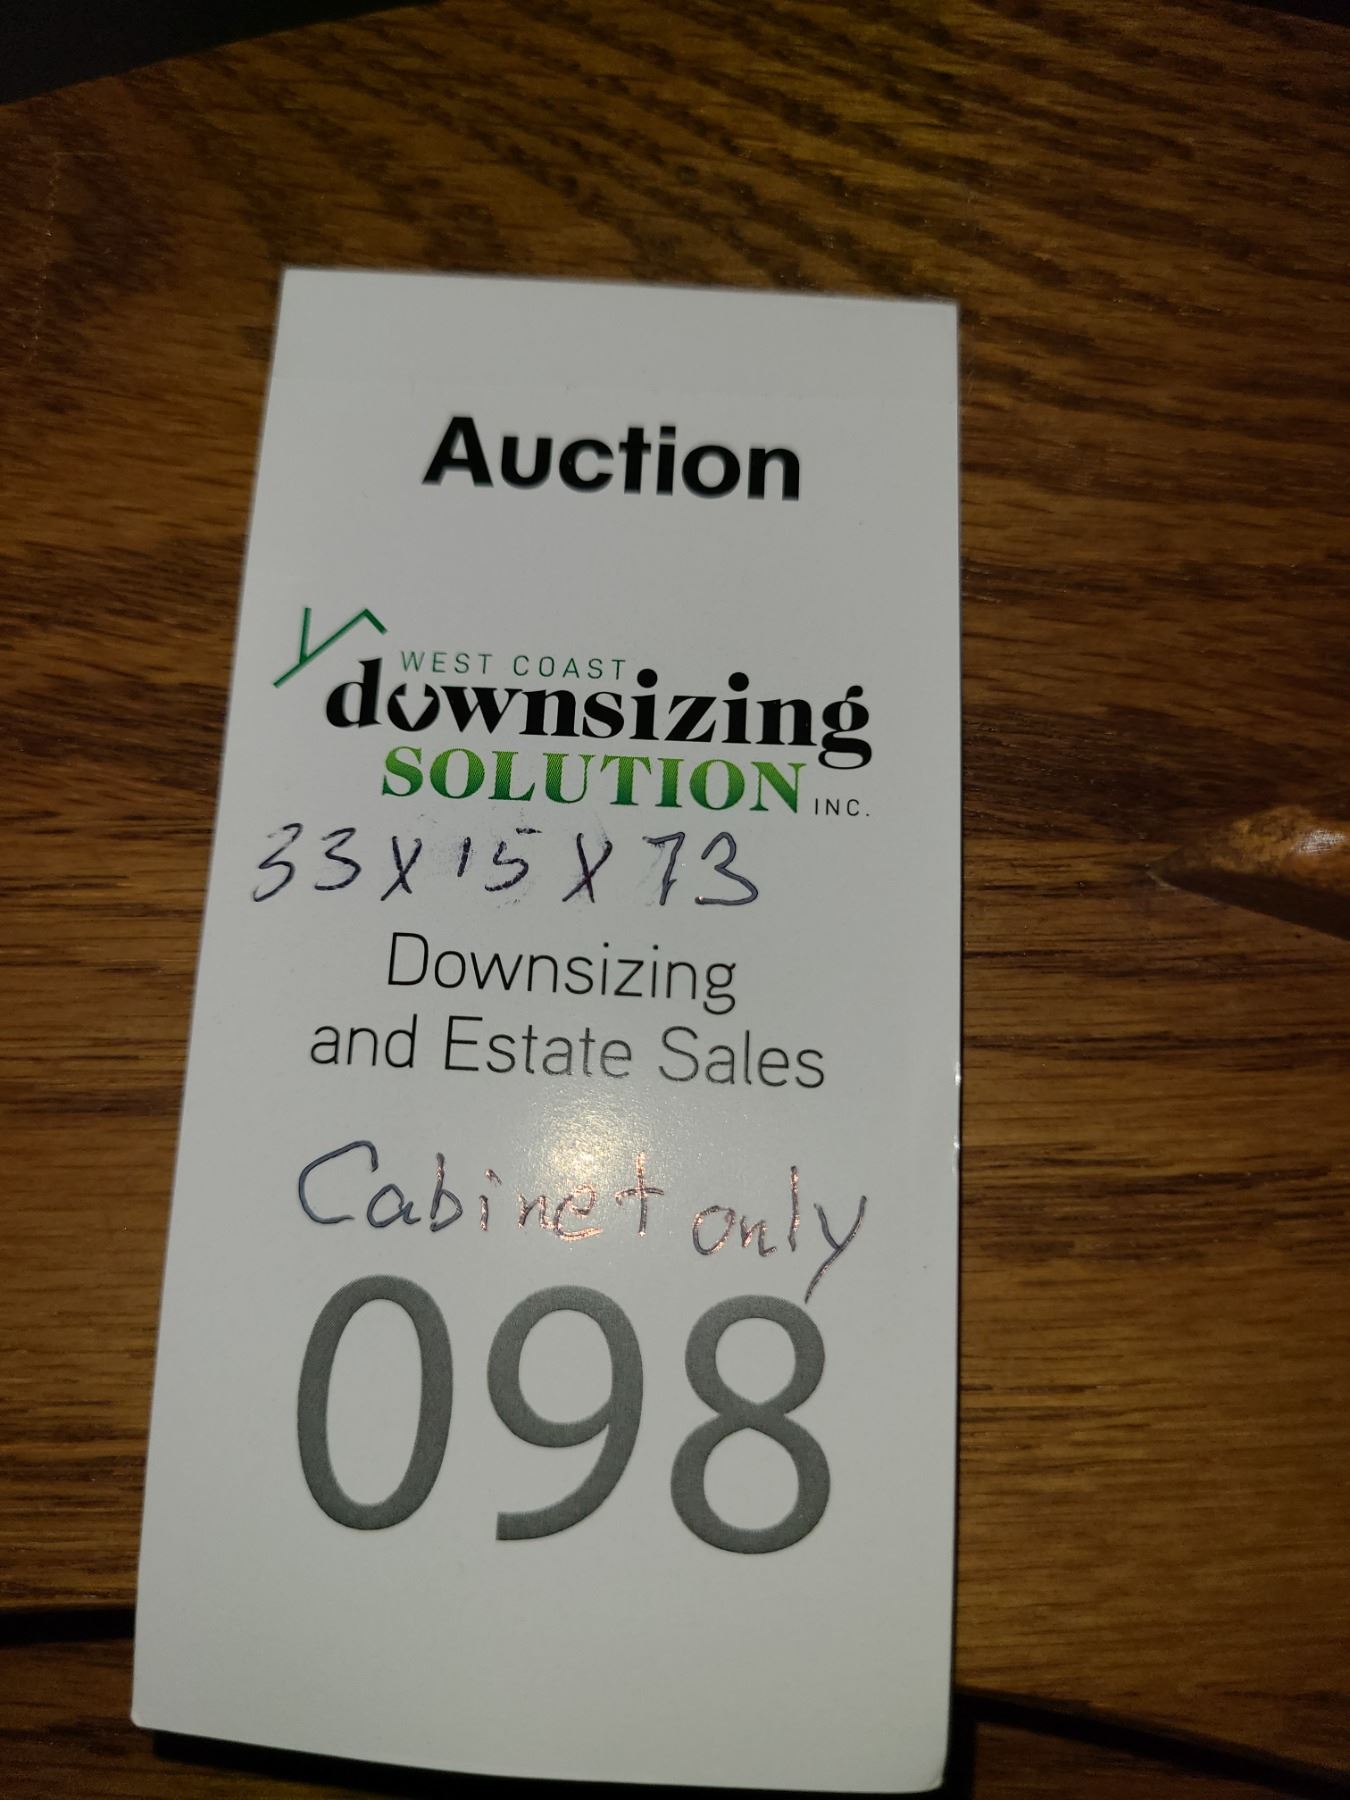 Auction
WEST COAST
downsizing
SOLUTION INC.
33 X 15 X 73
Downsizing
and Estate Sales
Cabinet only
098